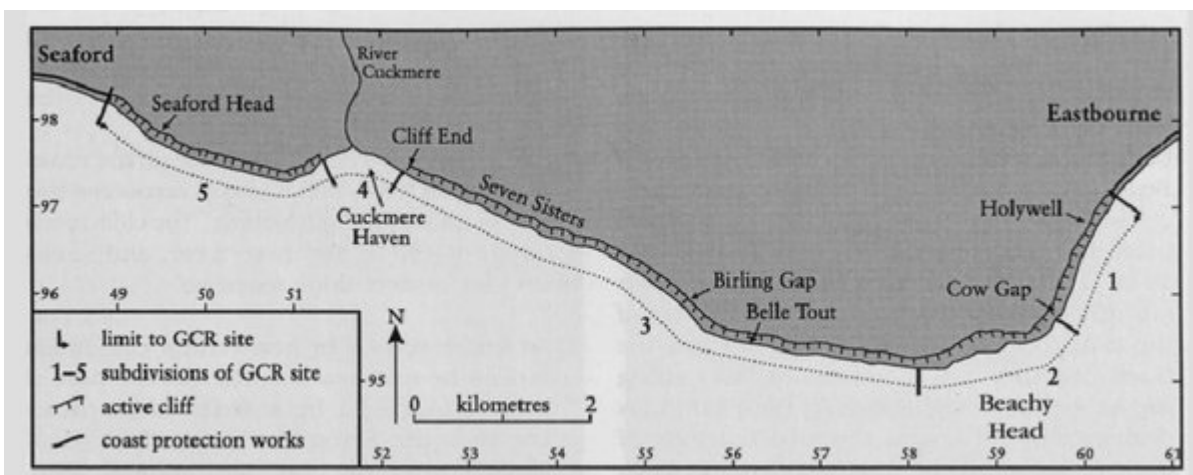 Seaford
River
Cuckmere
Seaford Head
Eastbourne
98
Cliff End
Seven Sisters
5
4
97
Cuckmere
Haven
Holywell
Birling Gap
1
96
Cow Gap
Belle Tout
3
49
50
51
N
2
L limit to GCR site
1–5 subdivisions of GCR site
95
active cliff
0 kilometres 2
Beachy
Head
coast protection works
52
53
54
55
56
57
58
59
60
61